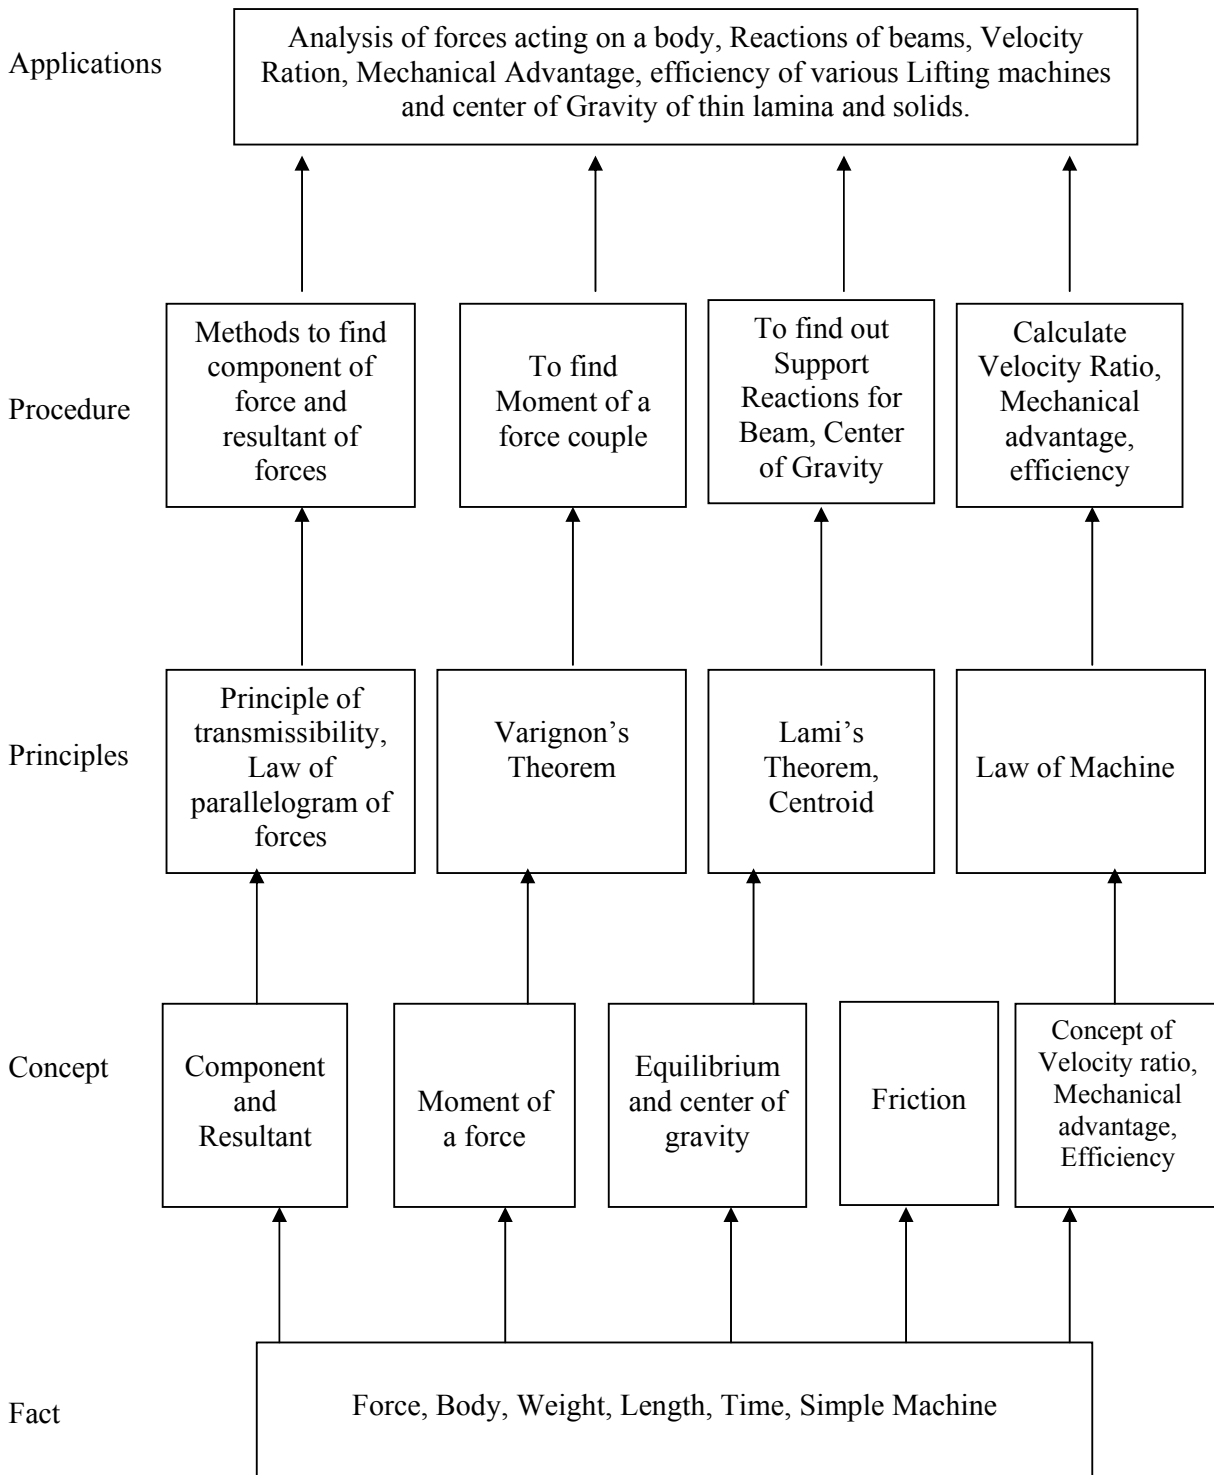 Applications
Analysis of forces acting on a body, Reactions of beams, Velocity
Ration, Mechanical Advantage, efficiency of various Lifting machines
and center of Gravity of thin lamina and solids.
Procedure
Methods to find
component of
force and
resultant of
forces
To find
Moment of a
force couple
To find out
Support
Reactions for
Beam, Center
of Gravity
Calculate
Velocity Ratio,
Mechanical
advantage,
efficiency
Principles
Principle of
transmissibility,
Law of
parallelogram of
forces
Varignon’s
Theorem
Lami’s
Theorem,
Centroid
Law of Machine
Concept
Component
and
Resultant
Moment of
a force
Equilibrium
and center of
gravity
Friction
Concept of
Velocity ratio,
Mechanical
advantage,
Efficiency
Fact
Force, Body, Weight, Length, Time, Simple Machine